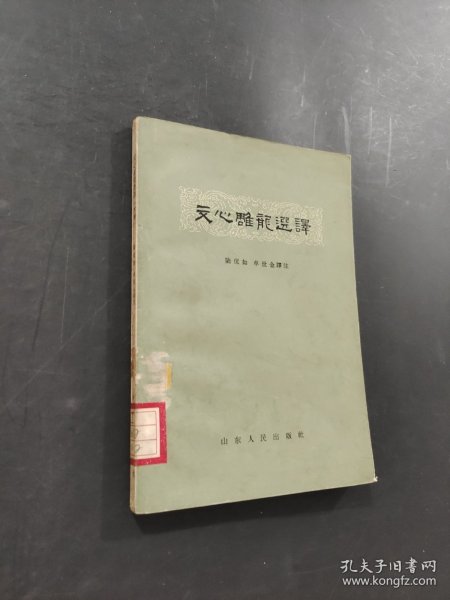 文心雕龍選譯
陆侃如 牟世金譯注
山东人民出版社
孔夫子旧书网
www.kongfz.com